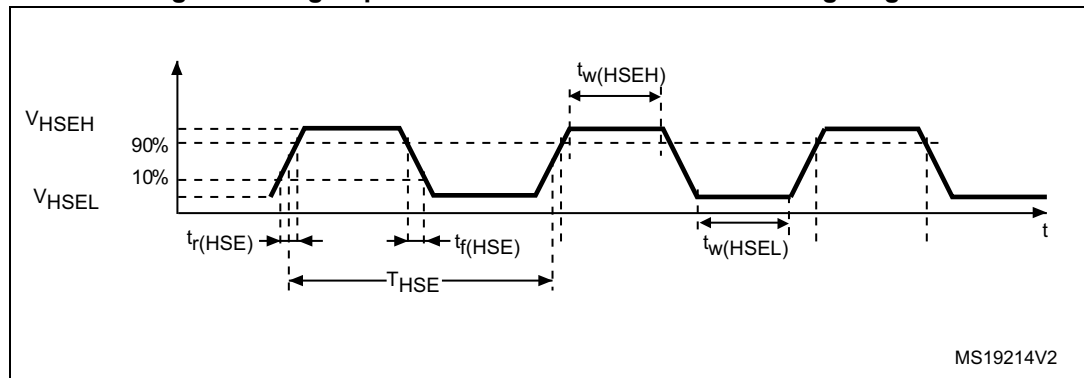 tw(HSEH)
VHSEH
90%
10%
VHSEL
tr(HSE)
tf(HSE)
tw(HSEL)
t
THSE
MS19214V2